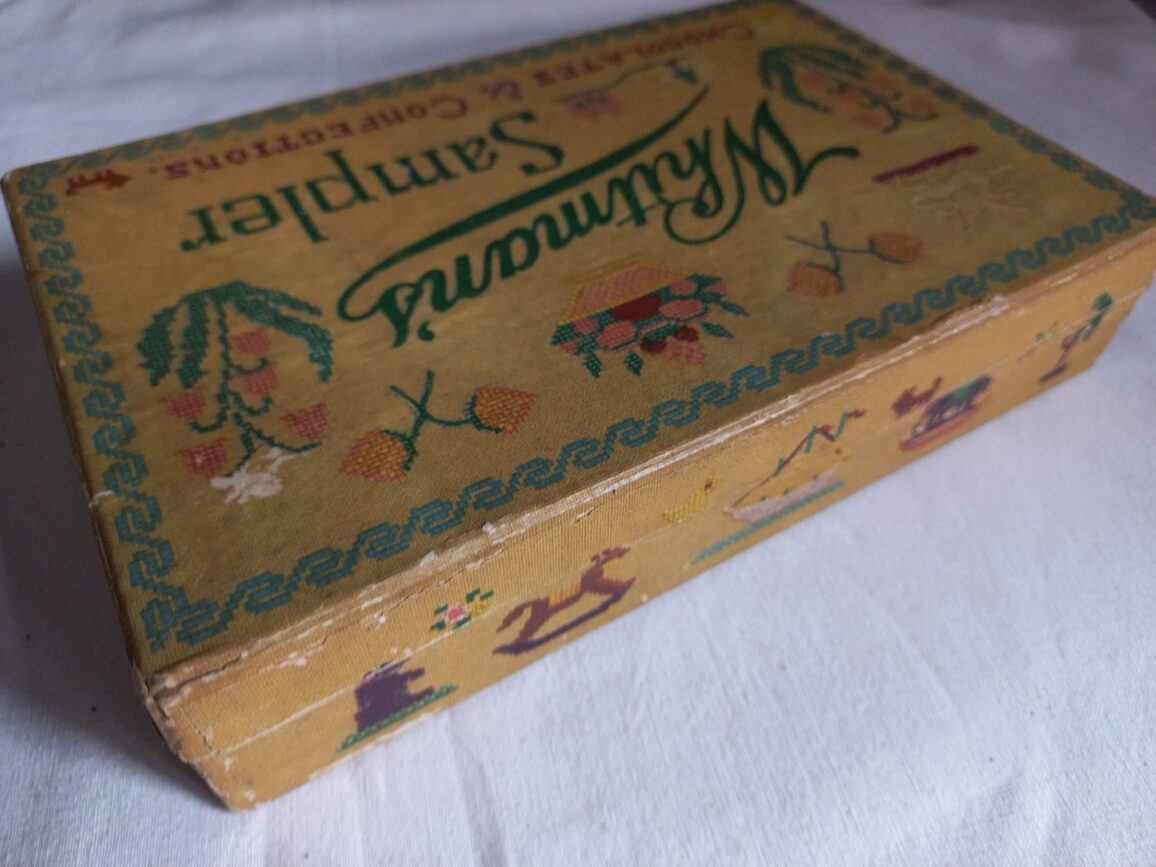 Whitman's
Sampler
CHOCOLATES & CONFECTIONS.